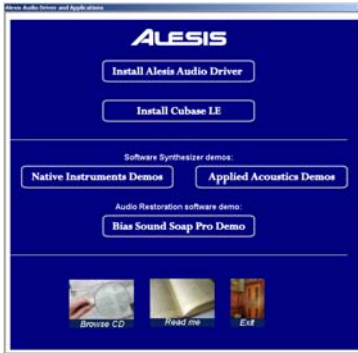 Alesis Audio Driver and Applications
ALESIS
Install Alesis Audio Driver
Install Cubase LE
Software Synthesizer demos:
Native Instruments Demos Applied Acoustics Demos
Audio Restoration software demo:
Bias Sound Soap Pro Demo
Browse CD Read me Exit